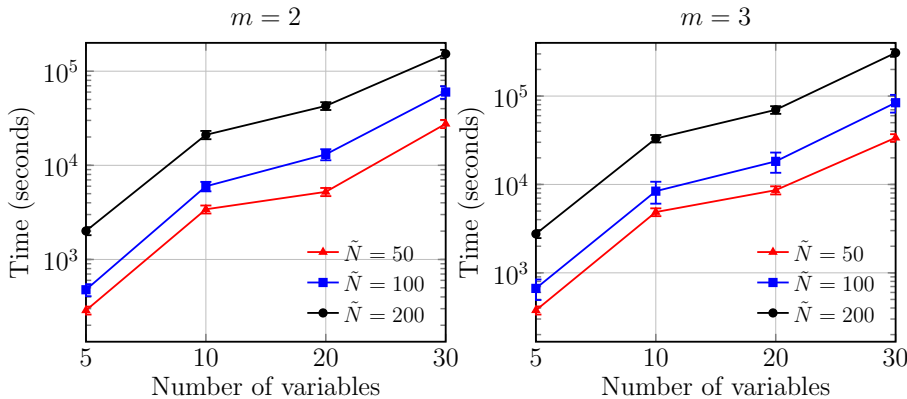 m = 2
Time (seconds)
10^5
10^4
10^3
Ñ = 50
Ñ = 100
Ñ = 200
5 10 20 30
Number of variables
m = 3
Time (seconds)
10^5
10^4
10^3
Ñ = 50
Ñ = 100
Ñ = 200
5 10 20 30
Number of variables